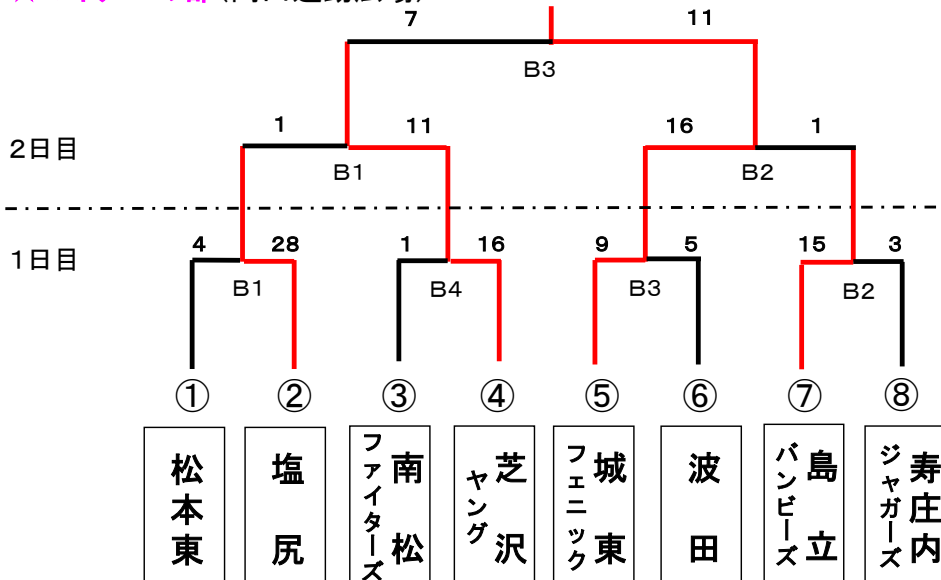 7 11
B3
1 11 16 1
2日目
B1 B2
4 28 1 16 9 5 15 3
1日目
B1 B4 B3 B2
① ② ③ ④ ⑤ ⑥ ⑦ ⑧
松本東
塩尻
南松
ファイターズ
芝沢
ヤング
城東
フェニック
波田
島立
バンビーズ
寿庄内
ジャガーズ